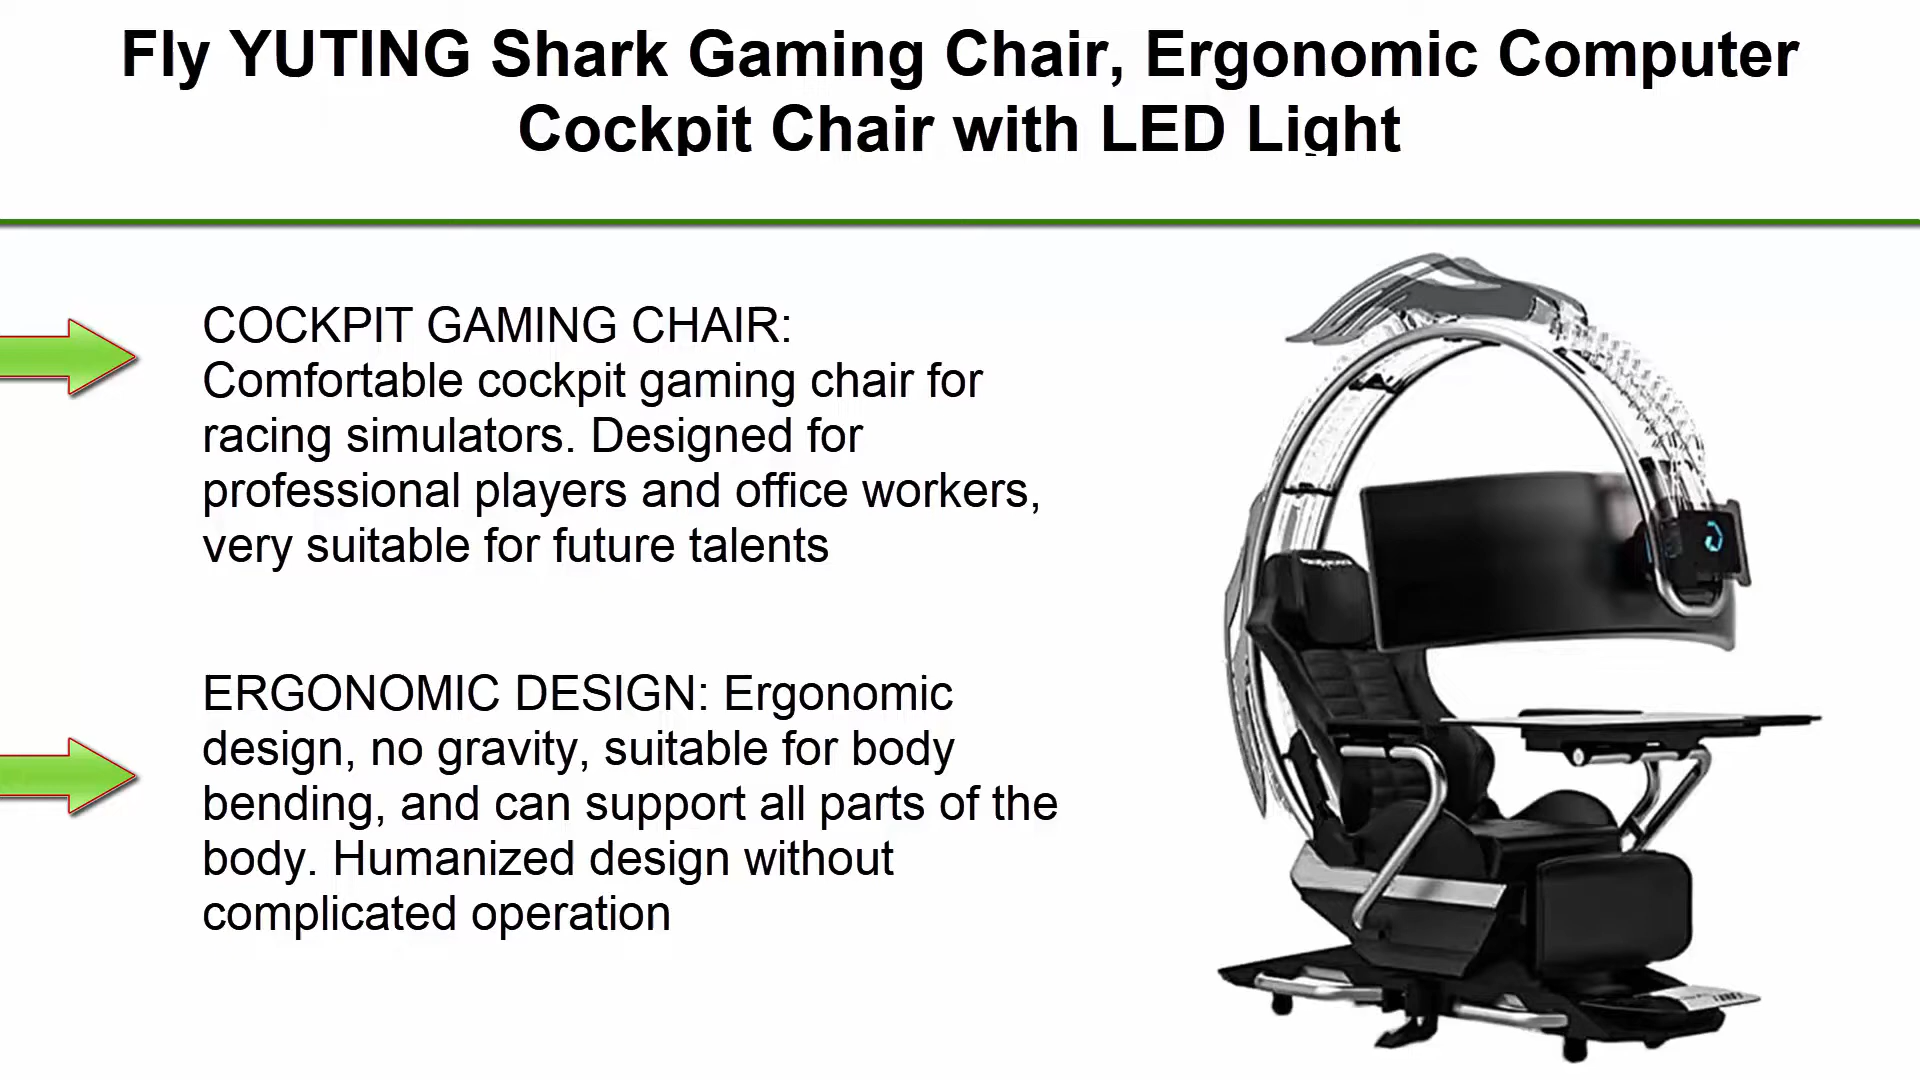 Fly YUTING Shark Gaming Chair, Ergonomic Computer
Cockpit Chair with LED Light
COCKPIT GAMING CHAIR:
Comfortable cockpit gaming chair for
racing simulators. Designed for
professional players and office workers,
very suitable for future talents
ERGONOMIC DESIGN: Ergonomic
design, no gravity, suitable for body
bending, and can support all parts of the
body. Humanized design without
complicated operation